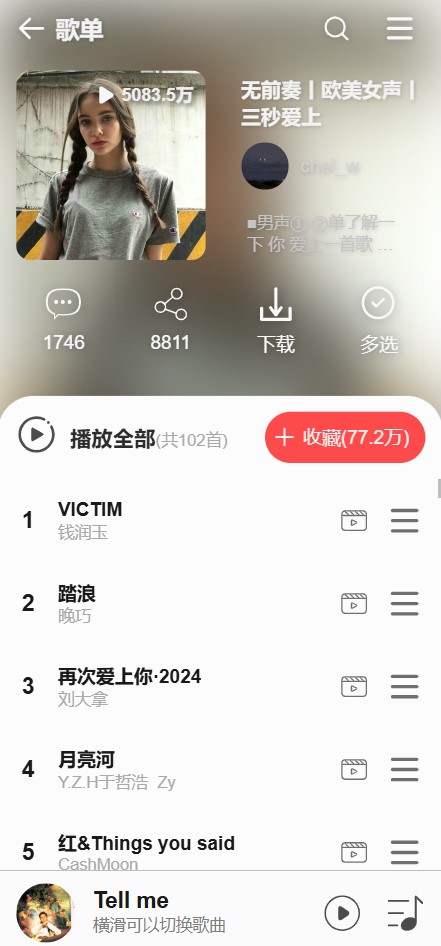 歌单
5083.5万
无前奏丨欧美女声丨
三秒爱上
chel_w
■男声①②单了解一
下 你 爱上一首歌 ...
1746
8811
下载
多选
播放全部(共102首)
+ 收藏(77.2万)
1
VICTIM
钱润玉
2
踏浪
晚巧
3
再次爱上你·2024
刘大拿
4
月亮河
Y.Z.H于哲浩 Zy
5
红&Things you said
CashMoon
Tell me
横滑可以切换歌曲